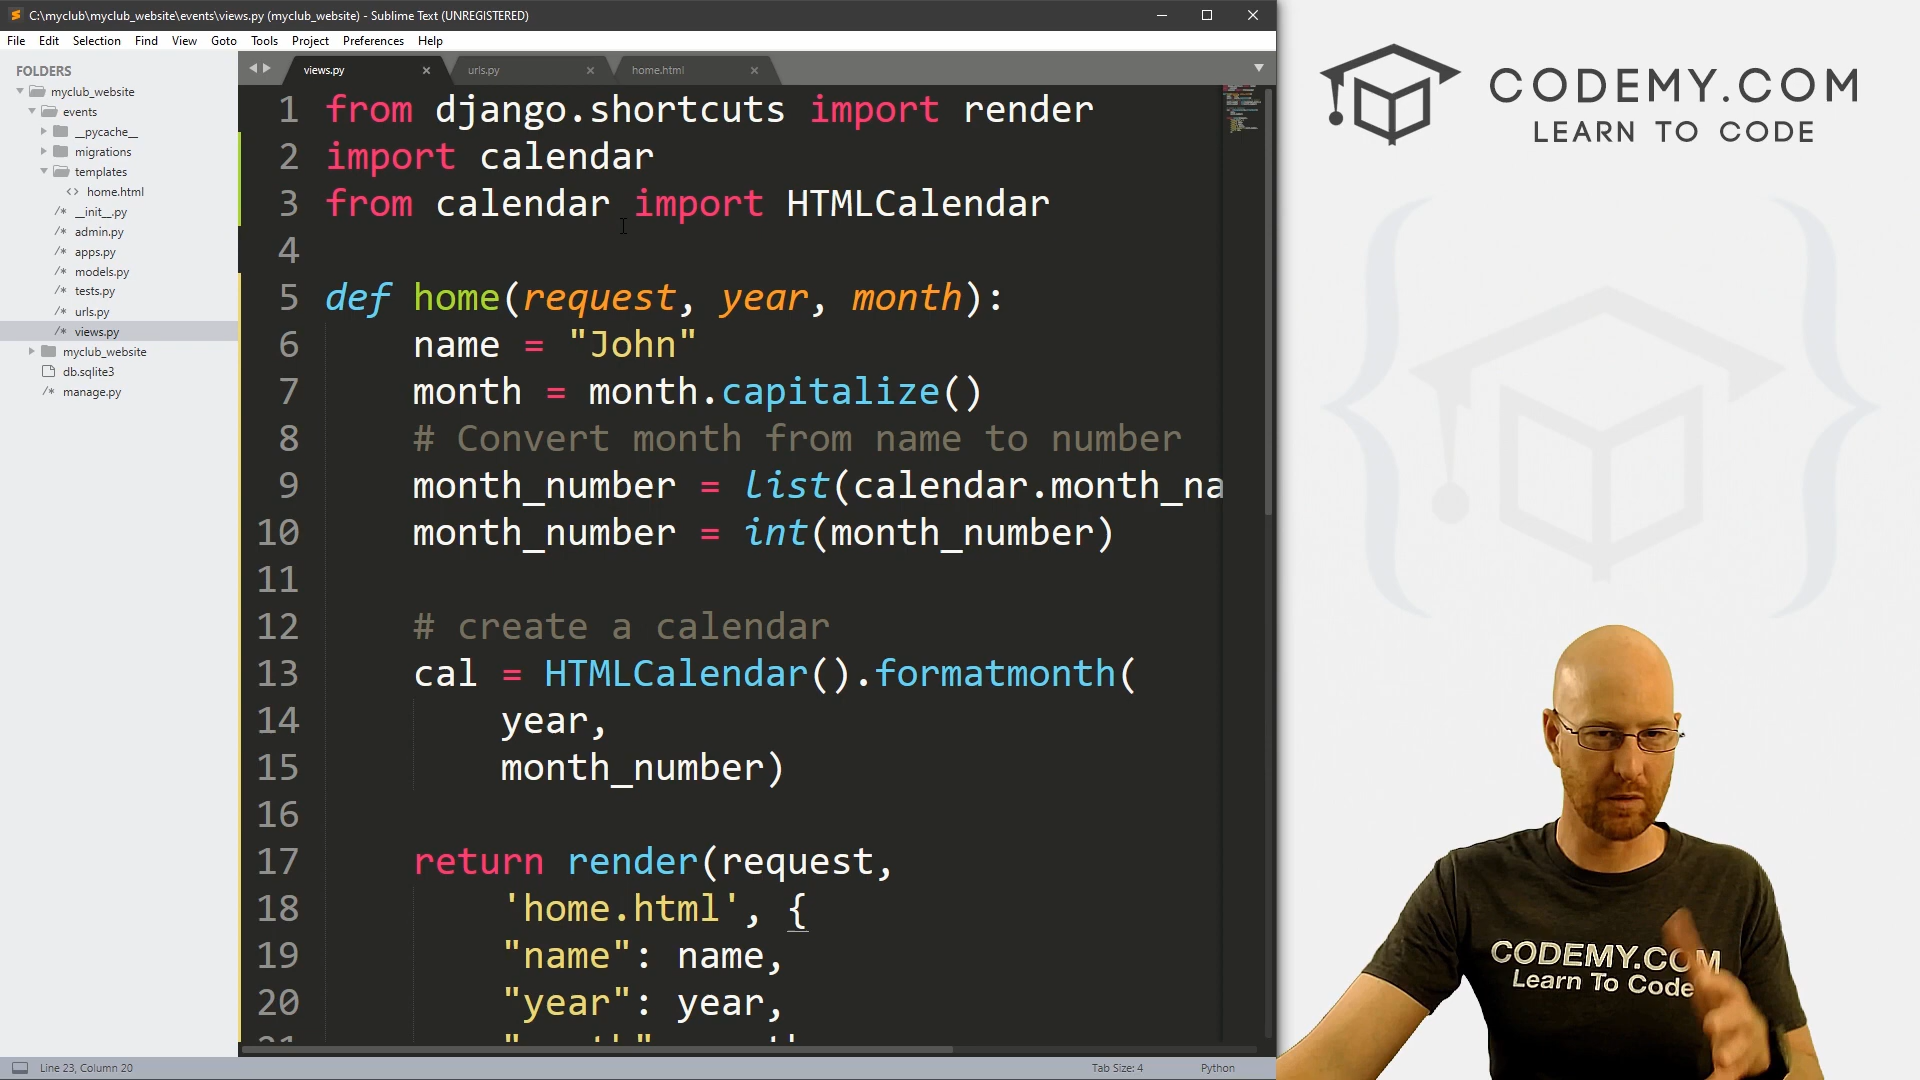 C:\myclub\myclub_website\events\views.py (myclub_website) - Sublime Text (UNREGISTERED)
File Edit Selection Find View Goto Tools Project Preferences Help
FOLDERS
myclub_website
events
__pycache__
migrations
templates
<> home.html
/* __init__.py
/* admin.py
/* apps.py
/* models.py
/* tests.py
/* urls.py
/* views.py
myclub_website
db.sqlite3
/* manage.py
views.py
urls.py
home.html
1 from django.shortcuts import render
2 import calendar
3 from calendar import HTMLCalendar
4
5 def home(request, year, month):
6 name = "John"
7 month = month.capitalize()
8 # Convert month from name to number
9 month_number = list(calendar.month_na
10 month_number = int(month_number)
11
12 # create a calendar
13 cal = HTMLCalendar().formatmonth(
14 year,
15 month_number)
16
17 return render(request,
18 'home.html', {
19 "name": name,
20 "year": year,
Line 23, Column 20
Tab Size: 4
Python
CODEMY.COM
LEARN TO CODE
CODEMY.COM
Learn To Code